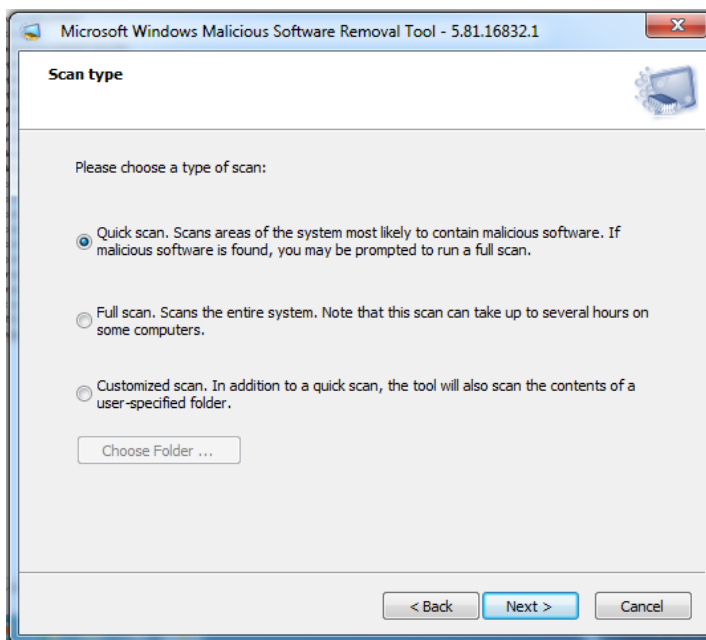 Microsoft Windows Malicious Software Removal Tool - 5.81.16832.1
Scan type
Please choose a type of scan:
Quick scan. Scans areas of the system most likely to contain malicious software. If
malicious software is found, you may be prompted to run a full scan.
Full scan. Scans the entire system. Note that this scan can take up to several hours on
some computers.
Customized scan. In addition to a quick scan, the tool will also scan the contents of a
user-specified folder.
Choose Folder ...
< Back Next > Cancel